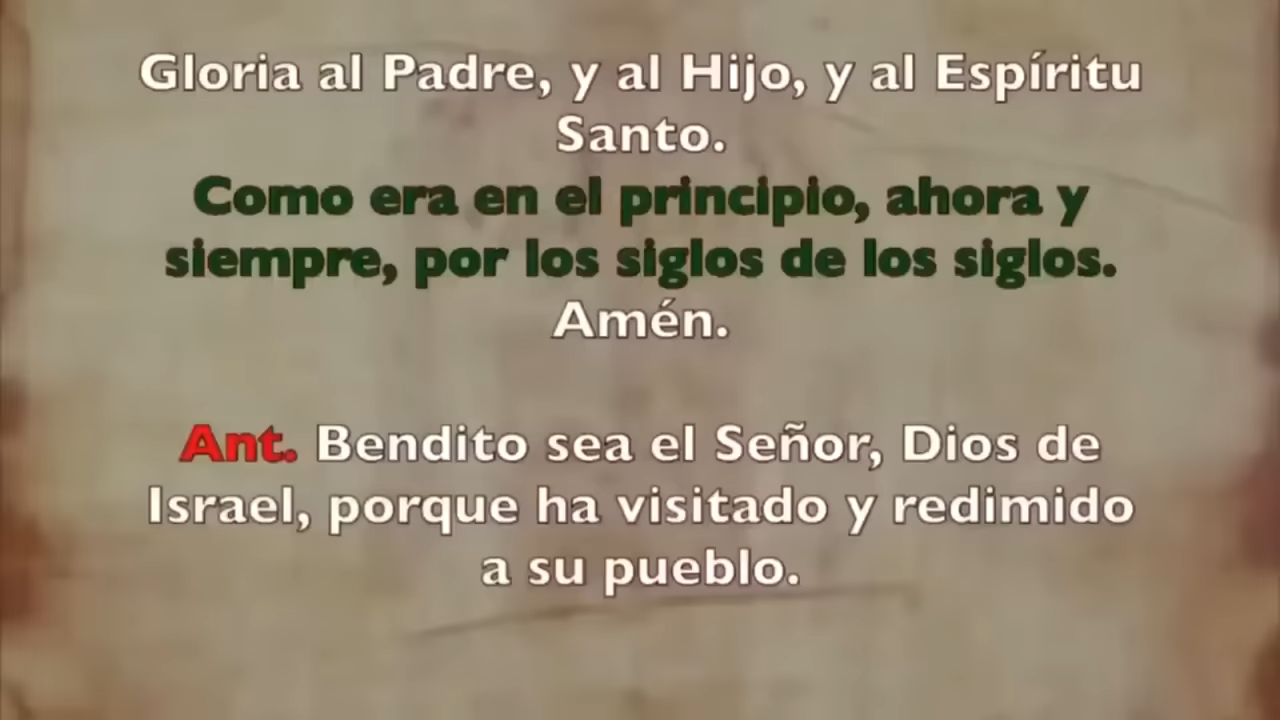 Gloria al Padre, y al Hijo, y al Espíritu
Santo.
Como era en el principio, ahora y
siempre, por los siglos de los siglos.
Amén.
Ant. Bendito sea el Señor, Dios de
Israel, porque ha visitado y redimido
a su pueblo.